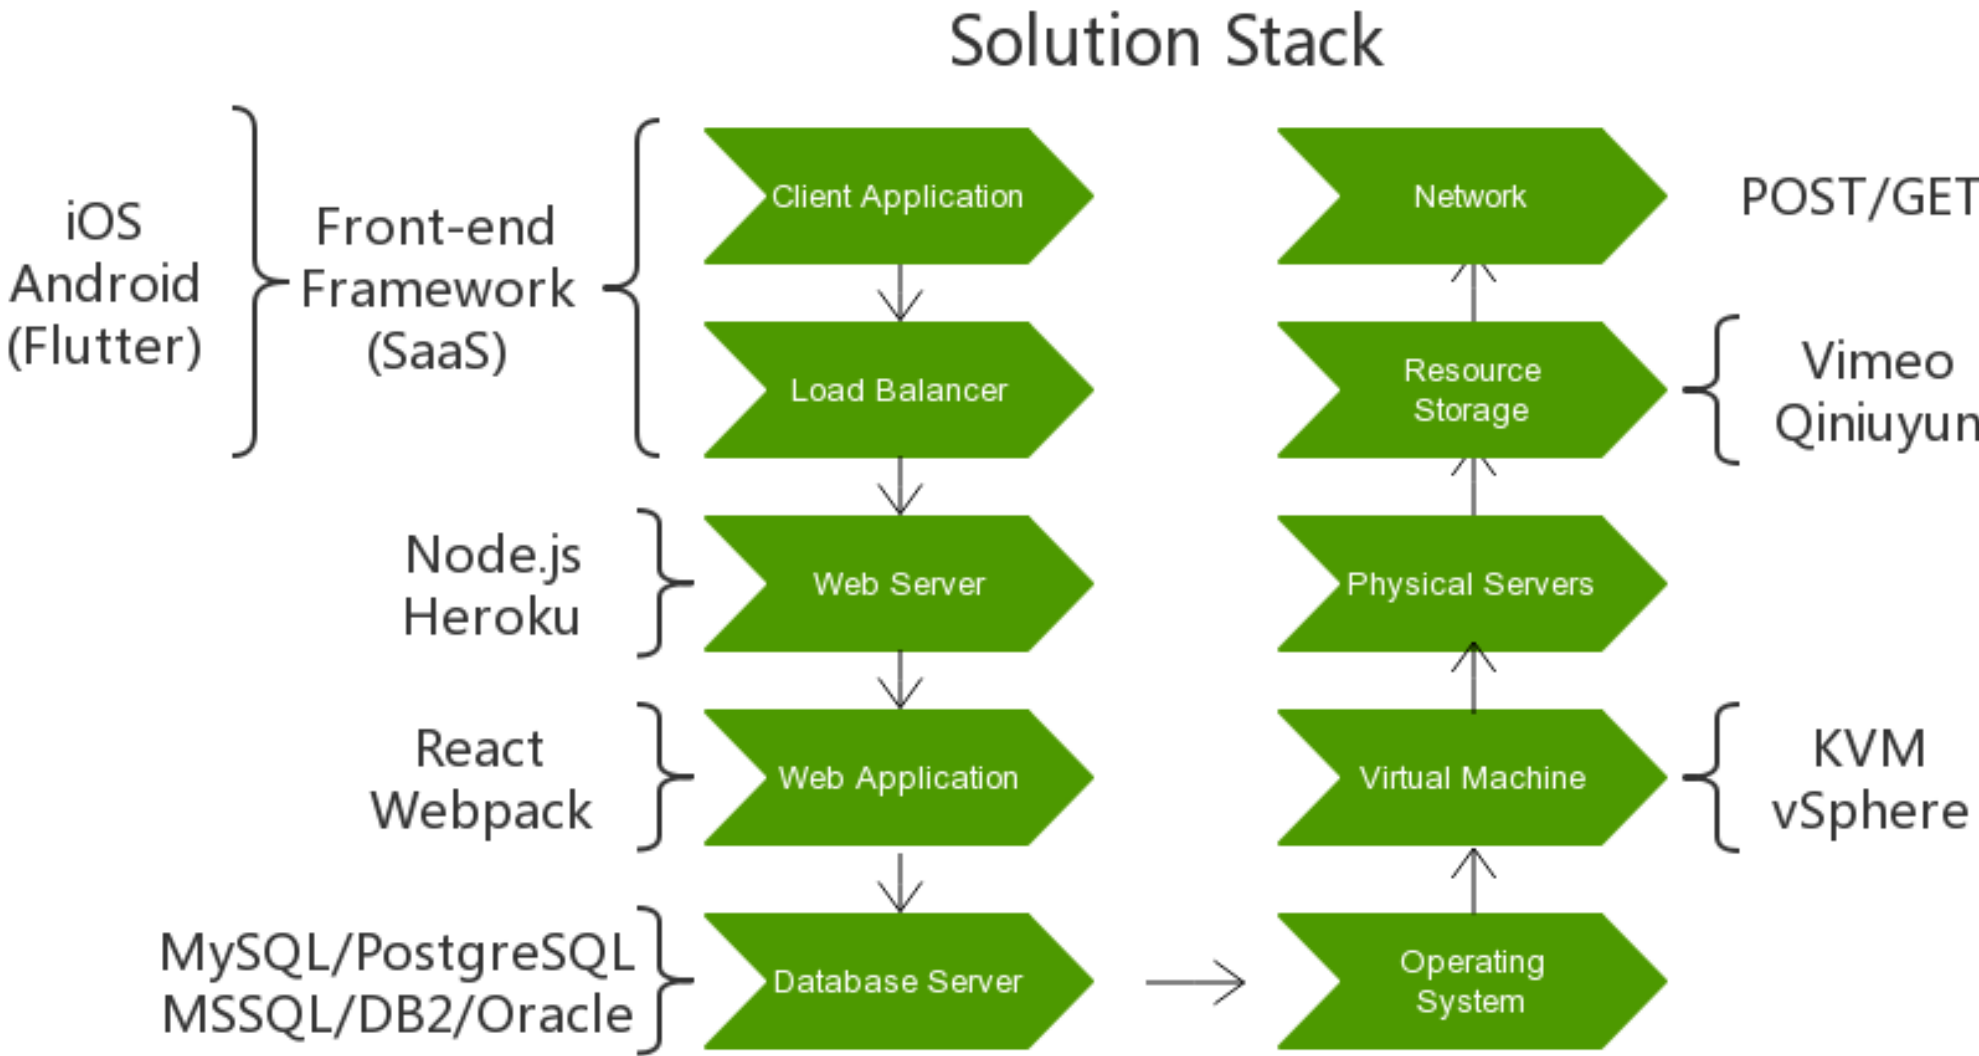 Solution Stack
iOS
Android
(Flutter)
Front-end
Framework
(SaaS)
Client Application
Load Balancer
Node.js
Heroku
Web Server
React
Webpack
Web Application
MySQL/PostgreSQL
MSSQL/DB2/Oracle
Database Server
Operating
System
Virtual Machine
KVM
vSphere
Physical Servers
Resource
Storage
Vimeo
Qiniuyun
Network
POST/GET